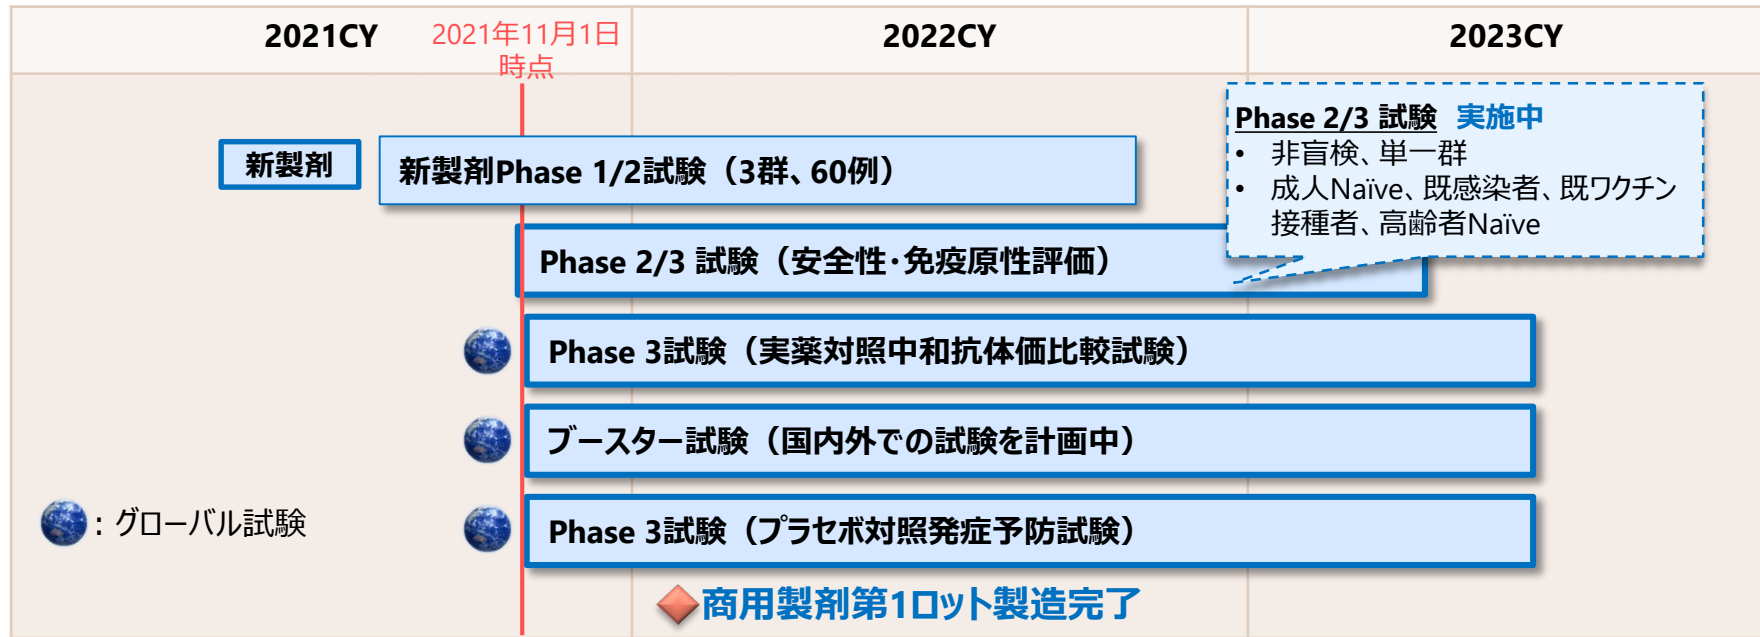 2021CY
2021年11月1日
時点
2022CY
2023CY
Phase 2/3 試験 実施中
• 非盲検、単一群
• 成人Naïve、既感染者、既ワクチン
接種者、高齢者Naïve
新製剤
新製剤Phase 1/2試験（3群、60例）
Phase 2/3 試験（安全性･免疫原性評価）
Phase 3試験（実薬対照中和抗体価比較試験）
ブースター試験（国内外での試験を計画中）
：グローバル試験
Phase 3試験（プラセボ対照発症予防試験）
商用製剤第1ロット製造完了